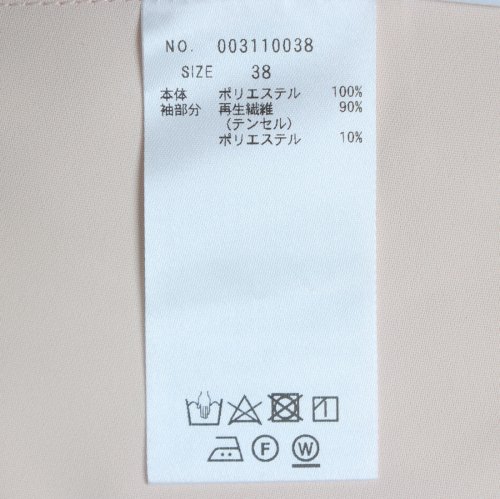 NO. 003110038
SIZE 38
本体 ポリエステル 100%
袖部分 再生繊維 90%
(テンセル)
ポリエステル 10%
F W